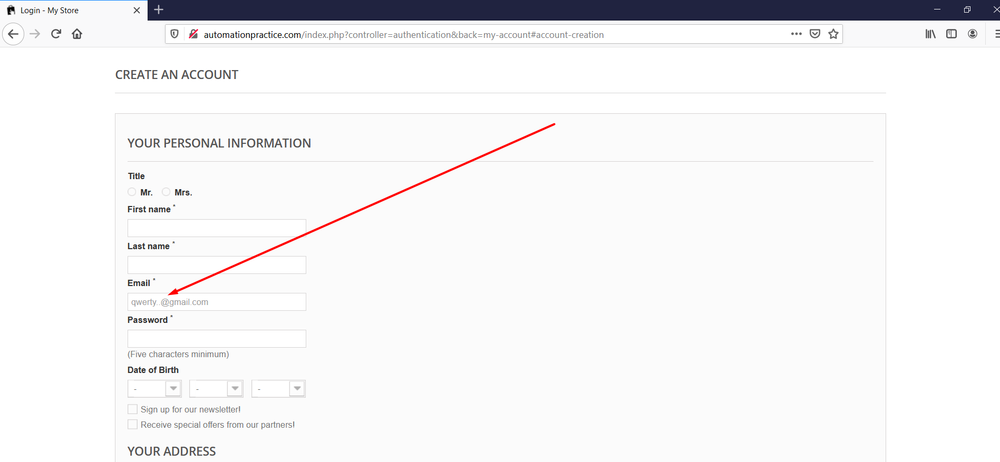 Login - My Store
automationpractice.com/index.php?controller=authentication&back=my-account#account-creation
CREATE AN ACCOUNT
YOUR PERSONAL INFORMATION
Title
Mr. Mrs.
First name *
Last name *
Email *
qwerty..@gmail.com
Password *
(Five characters minimum)
Date of Birth
- - -
Sign up for our newsletter!
Receive special offers from our partners!
YOUR ADDRESS